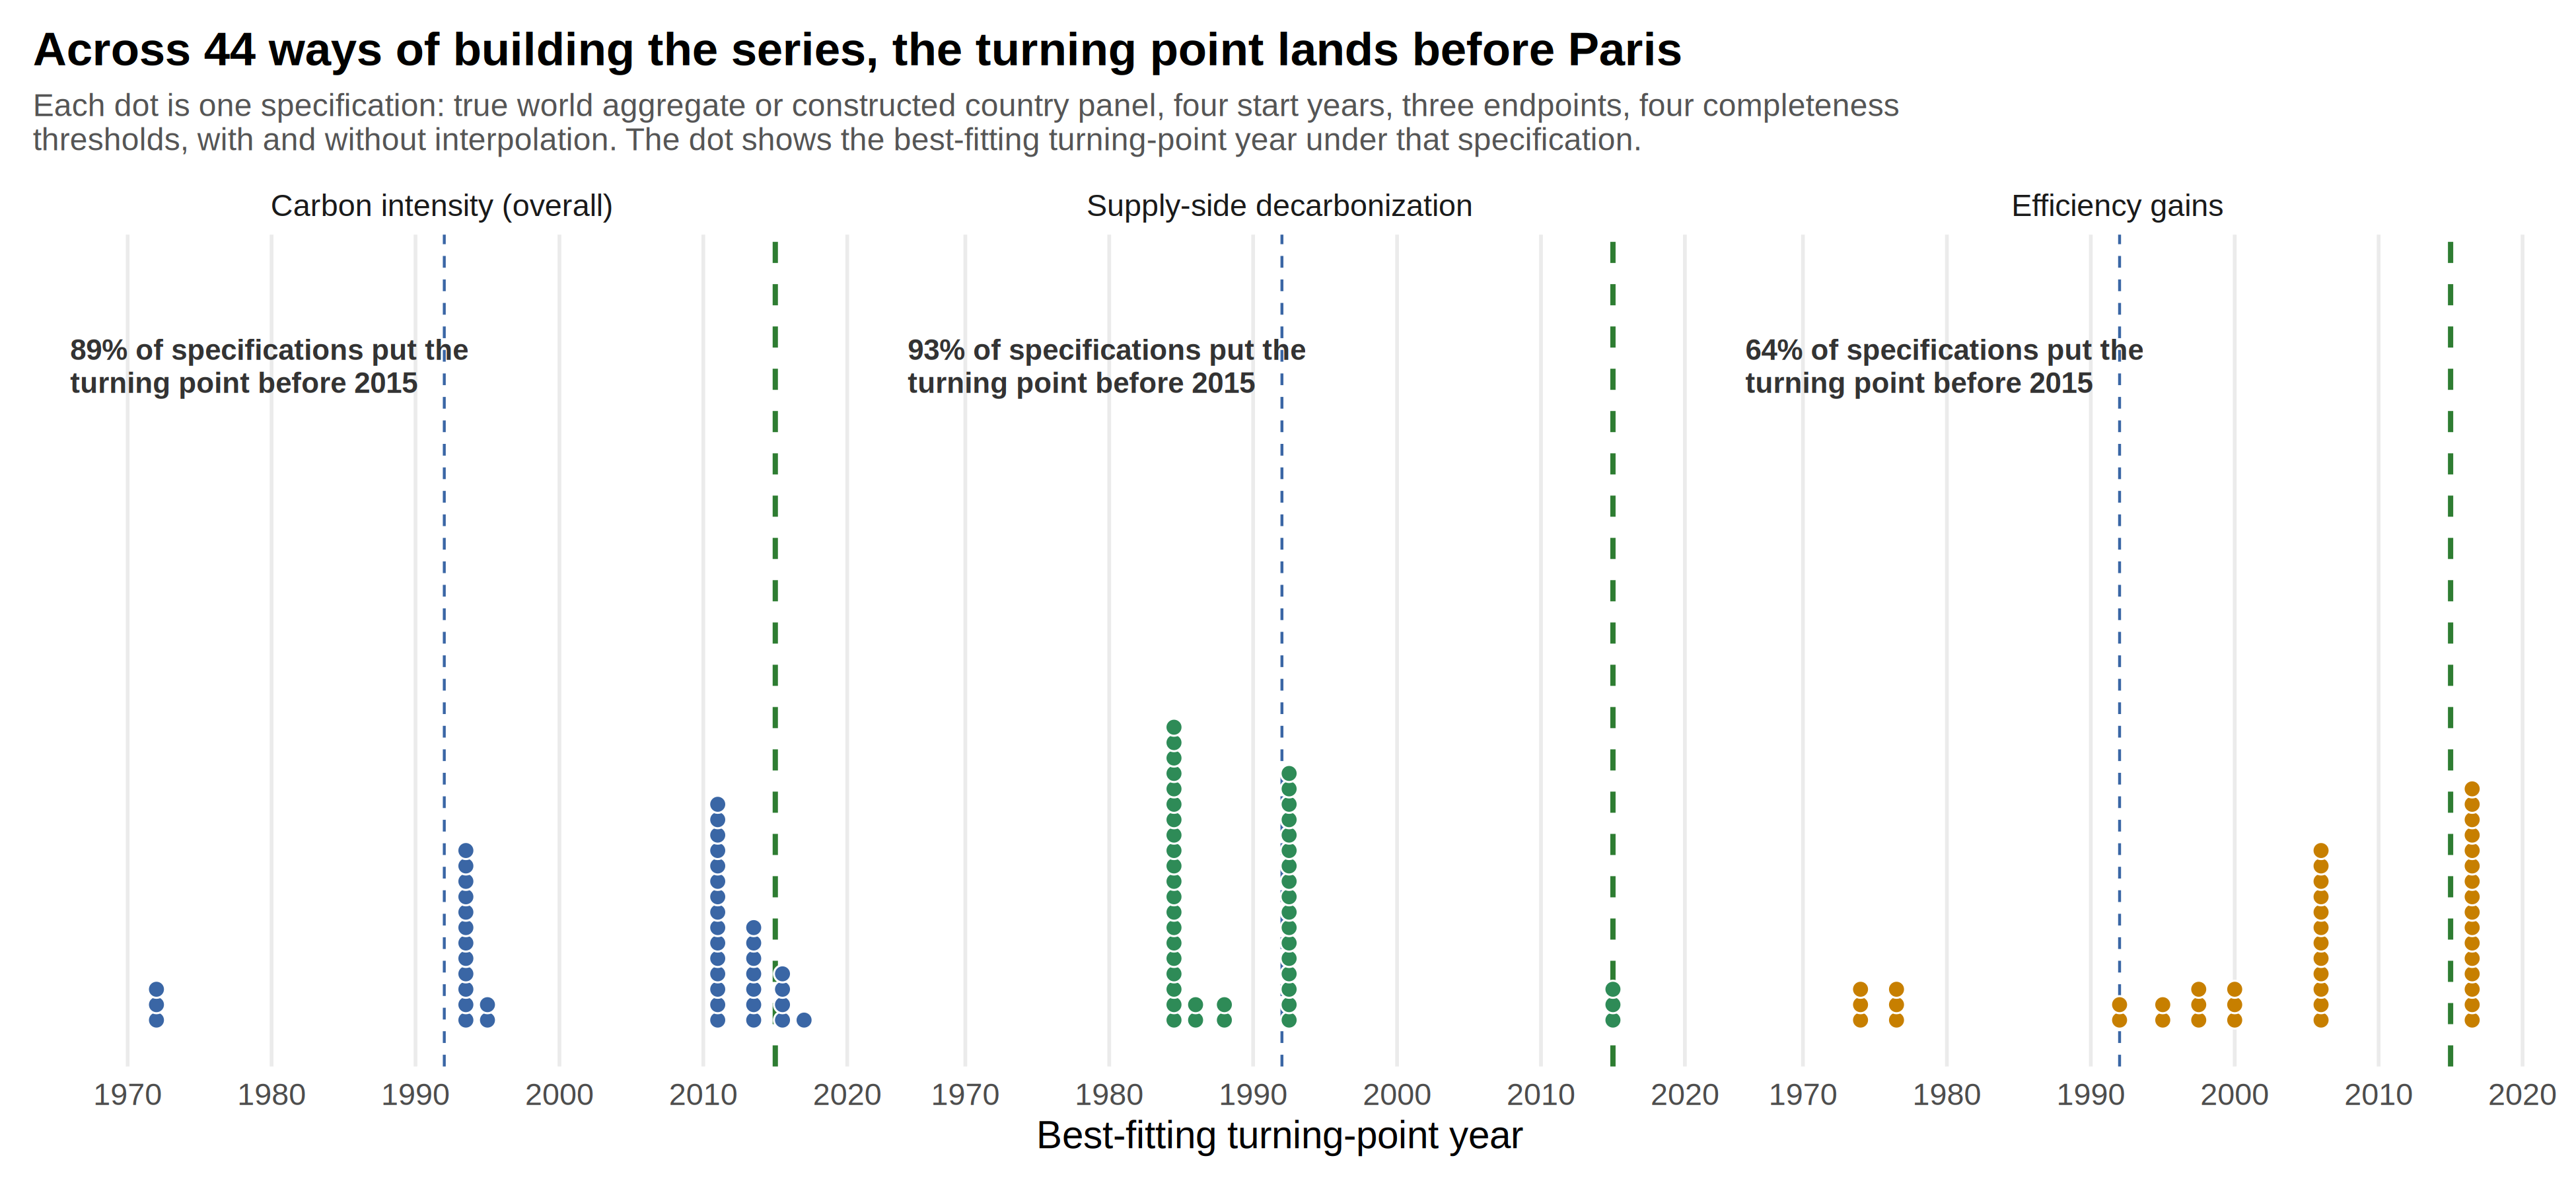 Across 44 ways of building the series, the turning point lands before Paris
Each dot is one specification: true world aggregate or constructed country panel, four start years, three endpoints, four completeness
thresholds, with and without interpolation. The dot shows the best-fitting turning-point year under that specification.
Carbon intensity (overall)
Supply-side decarbonization
Efficiency gains
89% of specifications put the
turning point before 2015
93% of specifications put the
turning point before 2015
64% of specifications put the
turning point before 2015
1970 1980 1990 2000 2010 2020
1970 1980 1990 2000 2010 2020
1970 1980 1990 2000 2010 2020
Best-fitting turning-point year